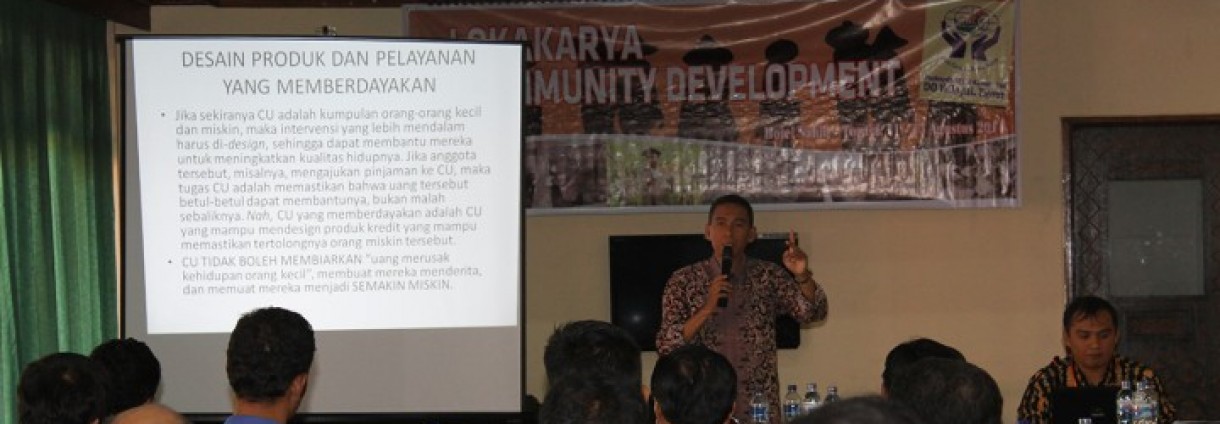 DESAIN PRODUK DAN PELAYANAN
YANG MEMBERDAYAKAN
• Jika sekiranya CU adalah kumpulan orang-orang kecil
dan miskin, maka intervensi yang lebih mendalam
harus di-design, sehingga dapat membantu mereka
untuk meningkatkan kualitas hidupnya. Jika anggota
tersebut, misalnya, mengajukan pinjaman ke CU, maka
tugas CU adalah memastikan bahwa uang tersebut
betul-betul dapat membantunya, bukan malah
sebaliknya. Nah, CU yang memberdayakan adalah CU
yang mampu mendesign produk kredit yang mampu
memastikan tertolongnya orang miskin tersebut.
• CU TIDAK BOLEH MEMBIARKAN "uang merusak
kehidupan orang kecil", membuat mereka menderita,
dan memuat mereka menjadi SEMAKIN MISKIN.
LOKAKARYA
MMUNITY DEVELOPMENT